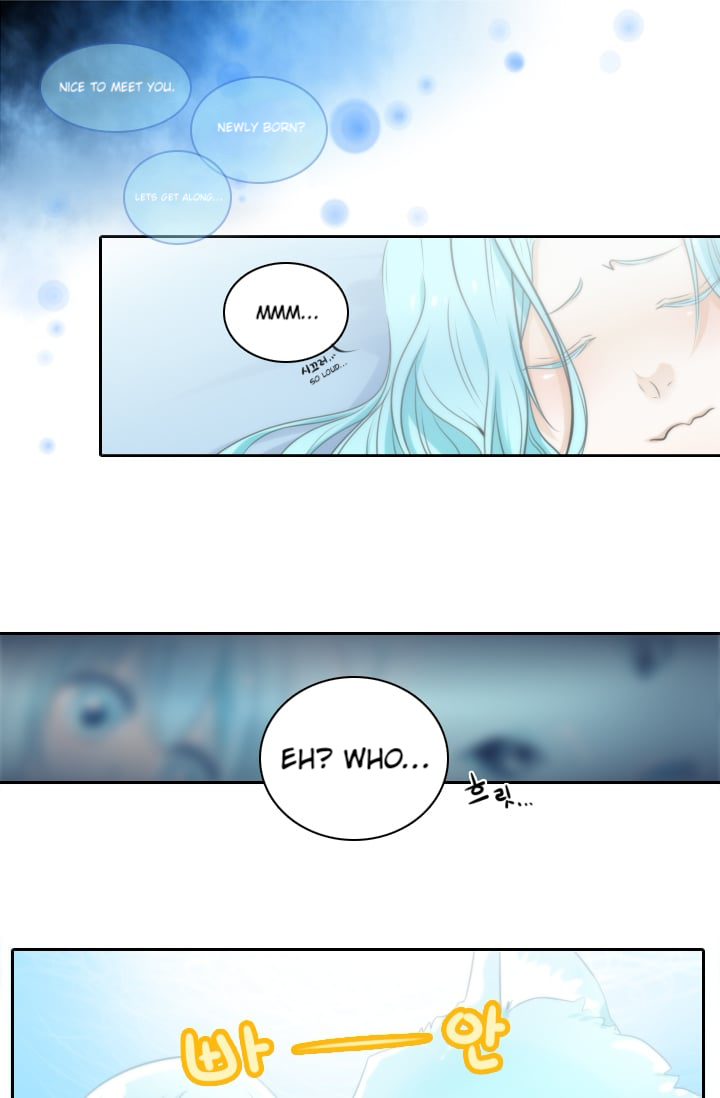 NICE TO MEET YOU.
NEWLY BORN?
LETS GET ALONG...
MMM...
시끄러...
SO LOUD...
EH? WHO...
흐릿...
빠—안